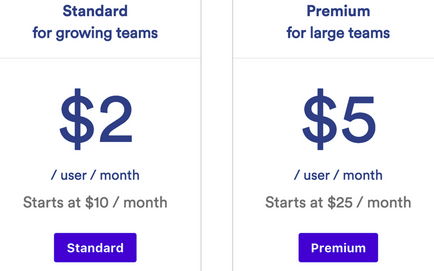 Standard
for growing teams
$2
/ user / month
Starts at $10 / month
Standard
Premium
for large teams
$5
/ user / month
Starts at $25 / month
Premium